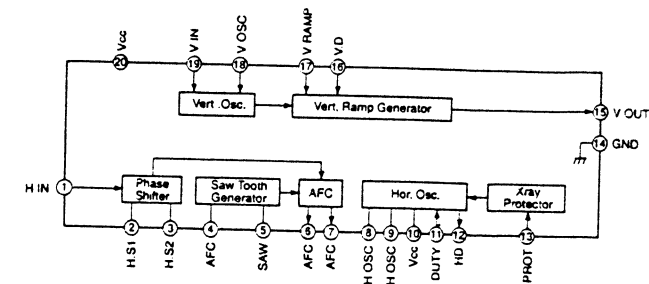 Vcc
V IN
V OSC
V RAMP
V.D
20
19
18
17
16
Vert .Osc.
Vert. Ramp Generator
15 V OUT
14 GND
H IN 1
Phase
Shifter
Saw Tooth
Generator
AFC
Hor. Osc.
Xray
Protector
2
3
4
5
6
7
8
9
10
11
12
13
H.S1
H.S2
AFC
SAW
AFC
AFC
H OSC
H OSC
Vcc
DUTY
HD
PROT